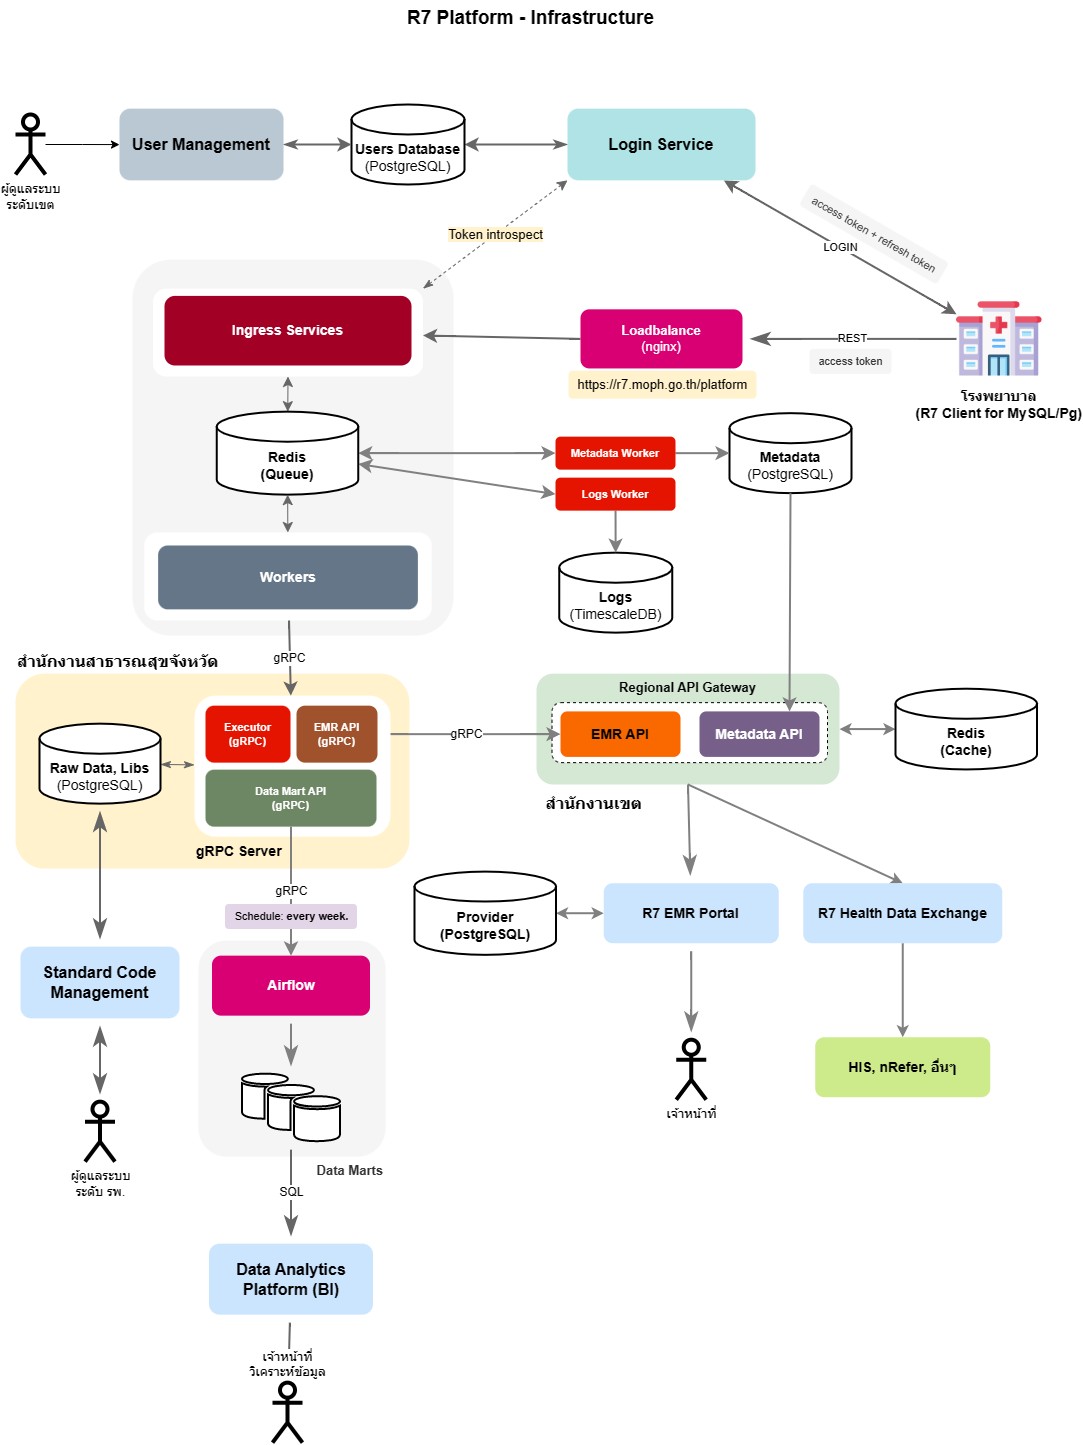 R7 Platform - Infrastructure
User Management
Users Database
(PostgreSQL)
Login Service
ผู้ดูแลระบบ
ระดับเขต
access token + refresh token
LOGIN
Token introspect
Ingress Services
Loadbalance
(nginx)
REST
access token
https://r7.moph.go.th/platform
โรงพยาบาล
(R7 Client for MySQL/Pg)
Redis
(Queue)
Metadata Worker
Logs Worker
Metadata
(PostgreSQL)
Workers
Logs
(TimescaleDB)
gRPC
สำนักงานสาธารณสุขจังหวัด
Regional API Gateway
Executor
(gRPC)
EMR API
(gRPC)
gRPC
EMR API
Metadata API
Redis
(Cache)
Raw Data, Libs
(PostgreSQL)
Data Mart API
(gRPC)
สำนักงานเขต
gRPC Server
gRPC
Schedule: every week.
Provider
(PostgreSQL)
R7 EMR Portal
R7 Health Data Exchange
Standard Code
Management
Airflow
HIS, nRefer, อื่นๆ
เจ้าหน้าที่
ผู้ดูแลระบบ
ระดับ รพ.
Data Marts
SQL
Data Analytics
Platform (BI)
เจ้าหน้าที่
วิเคราะห์ข้อมูล